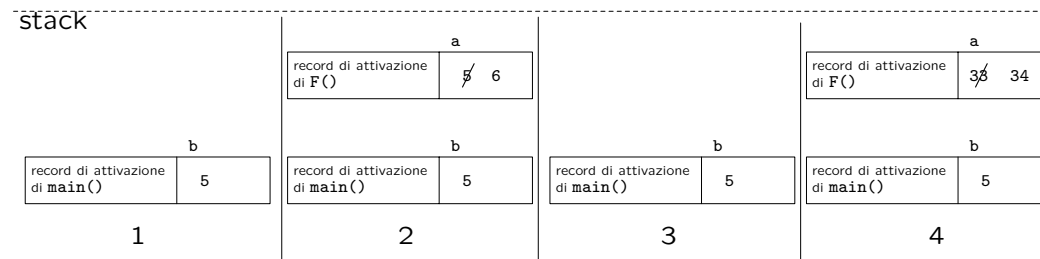 stack
b
record di attivazione
di main()
5
1
a
record di attivazione
di F()
5 6
b
record di attivazione
di main()
5
2
b
record di attivazione
di main()
5
3
a
record di attivazione
di F()
33 34
b
record di attivazione
di main()
5
4